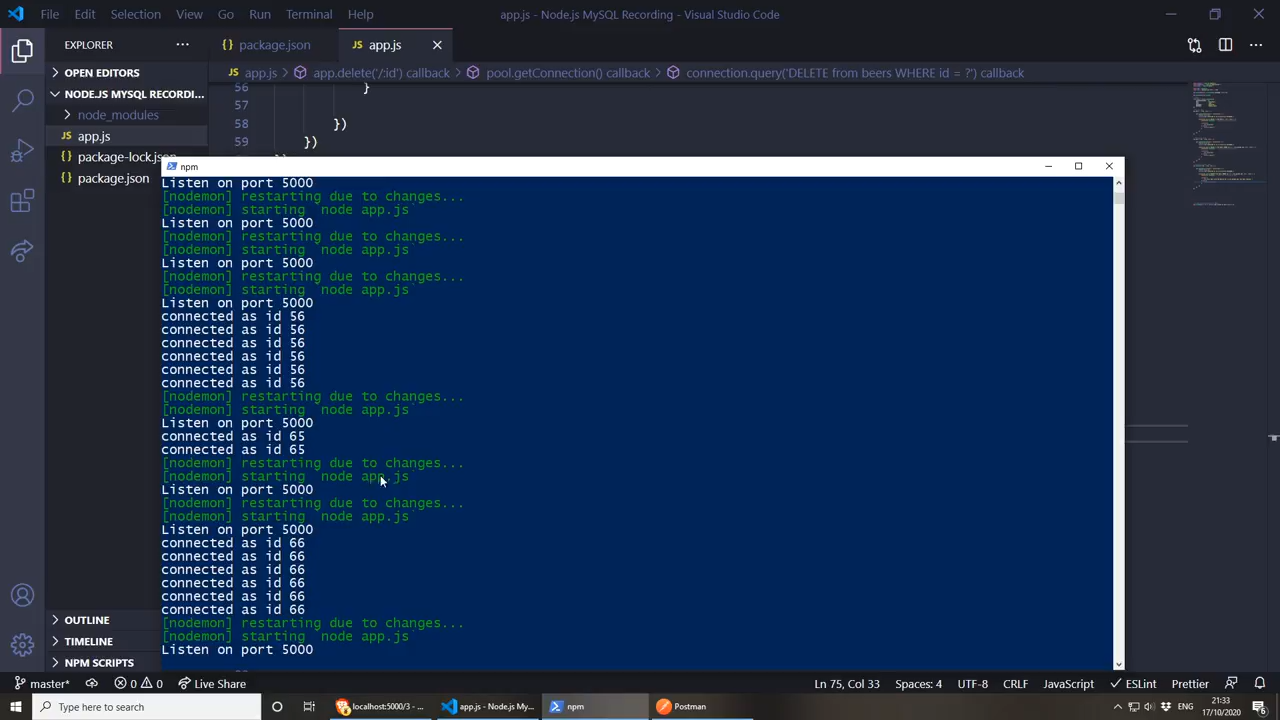 File Edit Selection View Go Run Terminal Help app.js - Node.js MySQL Recording - Visual Studio Code
EXPLORER package.json JS app.js
OPEN EDITORS
JS app.js > app.delete('/:id') callback > pool.getConnection() callback > connection.query('DELETE from beers WHERE id = ?') callback
NODE.JS MYSQL RECORDI...
node_modules
JS app.js
{} package-lock.json
{} package.json
56 }
57
58 })
59 })
npm
Listen on port 5000
[nodemon] restarting due to changes...
[nodemon] starting `node app.js`
Listen on port 5000
[nodemon] restarting due to changes...
[nodemon] starting `node app.js`
Listen on port 5000
[nodemon] restarting due to changes...
[nodemon] starting `node app.js`
Listen on port 5000
connected as id 56
connected as id 56
connected as id 56
connected as id 56
connected as id 56
connected as id 56
[nodemon] restarting due to changes...
[nodemon] starting `node app.js`
Listen on port 5000
connected as id 65
connected as id 65
[nodemon] restarting due to changes...
[nodemon] starting `node app.js`
Listen on port 5000
[nodemon] restarting due to changes...
[nodemon] starting `node app.js`
Listen on port 5000
connected as id 66
connected as id 66
connected as id 66
connected as id 66
connected as id 66
connected as id 66
[nodemon] restarting due to changes...
[nodemon] starting `node app.js`
Listen on port 5000
OUTLINE
TIMELINE
NPM SCRIPTS
master* 0 0 Live Share Ln 75, Col 33 Spaces: 4 UTF-8 CRLF JavaScript ESLint Prettier
Type here to search localhost:5000/3 - ... app.js - Node.js My... npm Postman ENG 21:33
17/10/2020 6